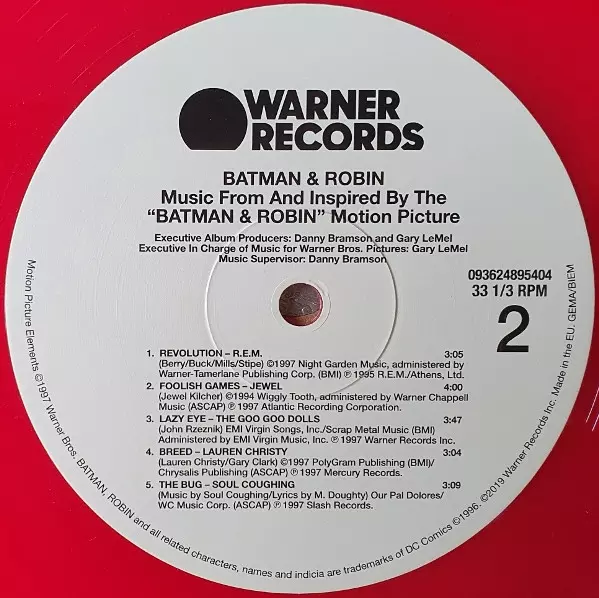 WARNER
RECORDS
BATMAN & ROBIN
Music From And Inspired By The
“BATMAN & ROBIN” Motion Picture
Executive Album Producers: Danny Bramson and Gary LeMel
Executive In Charge of Music for Warner Bros. Pictures: Gary LeMel
Music Supervisor: Danny Bramson
093624895404
33 1/3 RPM
2
1. REVOLUTION – R.E.M. 3:05
(Berry/Buck/Mills/Stipe) ©1997 Night Garden Music, administered by
Warner-Tamerlane Publishing Corp. (BMI) ℗ 1995 R.E.M./Athens, Ltd.
2. FOOLISH GAMES – JEWEL 4:00
(Jewel Kilcher) ©1994 Wiggly Tooth, administered by Warner Chappell
Music (ASCAP) ℗ 1997 Atlantic Recording Corporation.
3. LAZY EYE – THE GOO GOO DOLLS 3:47
(John Rzeznik) EMI Virgin Songs, Inc./Scrap Metal Music (BMI)
Administered by EMI Virgin Music, Inc. ℗ 1997 Warner Records Inc.
4. BREED – LAUREN CHRISTY 3:04
(Lauren Christy/Gary Clark) ©1997 PolyGram Publishing (BMI)/
Chrysalis Publishing (ASCAP) ℗ 1997 Mercury Records.
5. THE BUG – SOUL COUGHING 3:09
(Music by Soul Coughing/Lyrics by M. Doughty) Our Pal Dolores/
WC Music Corp. (ASCAP) ℗ 1997 Slash Records.
Motion Picture Elements ©1997 Warner Bros. BATMAN, ROBIN and all related characters, names and indicia are trademarks of DC Comics ©1996. ©2019 Warner Records Inc. Made in the EU. GEMA/BIEM